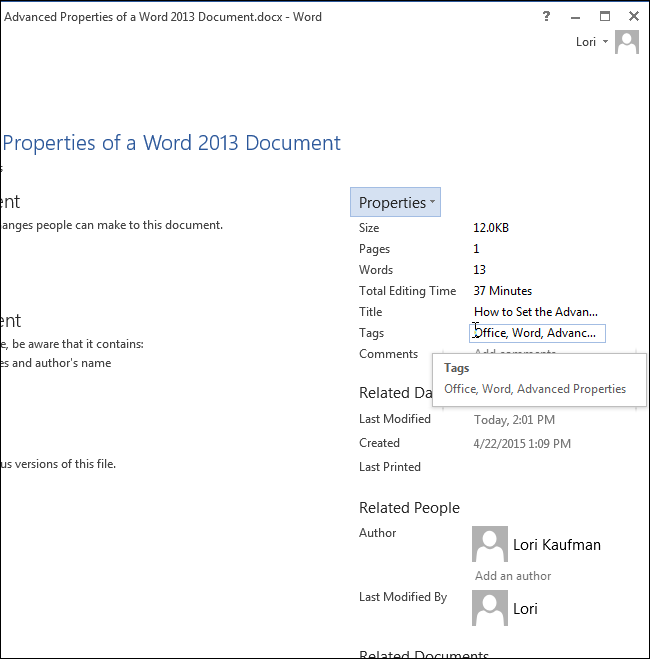 Advanced Properties of a Word 2013 Document.docx - Word
?
Lori
Properties of a Word 2013 Document
s
ent
anges people can make to this document.
Properties
Size 12.0KB
Pages 1
Words 13
Total Editing Time 37 Minutes
Title How to Set the Advan...
ent
Tags Office, Word, Advanc...
e, be aware that it contains:
Comments Add comments
es and author's name
Tags
Office, Word, Advanced Properties
Related Da
Last Modified Today, 2:01 PM
Created 4/22/2015 1:09 PM
us versions of this file.
Last Printed
Related People
Author Lori Kaufman
Add an author
Last Modified By Lori
Related Documents